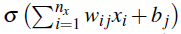 σ (∑_{i=1}^{n_x} w_{ij}x_i + b_j)